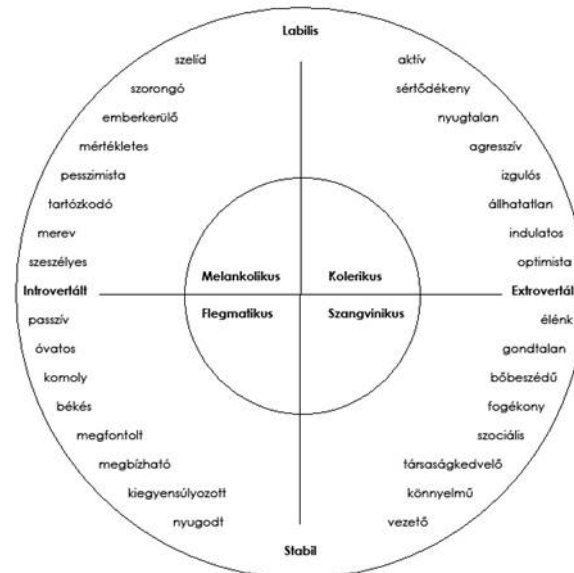 Labilis
szelíd
aktív
szorongó
sértődékeny
emberkerülő
nyugtalan
mértékletes
agresszív
pesszimista
izgulós
tartózkodó
állhatatlan
merev
indulatos
szeszélyes
optimista
Melankolikus Kolerikus
Introvertált Extrovertált
Flegmatikus Szangvinikus
passzív
élénk
óvatos
gondtalan
komoly
bőbeszédű
békés
fogékony
megfontolt
szociális
megbízható
társaságkedvelő
kiegyensúlyozott
könnyelmű
nyugodt
vezető
Stabil